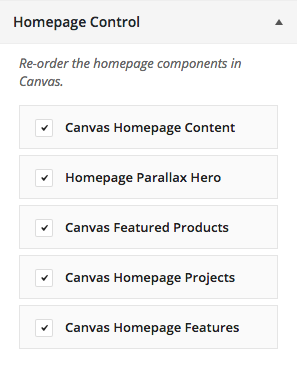 Homepage Control
Re-order the homepage components in
Canvas.
Canvas Homepage Content
Homepage Parallax Hero
Canvas Featured Products
Canvas Homepage Projects
Canvas Homepage Features